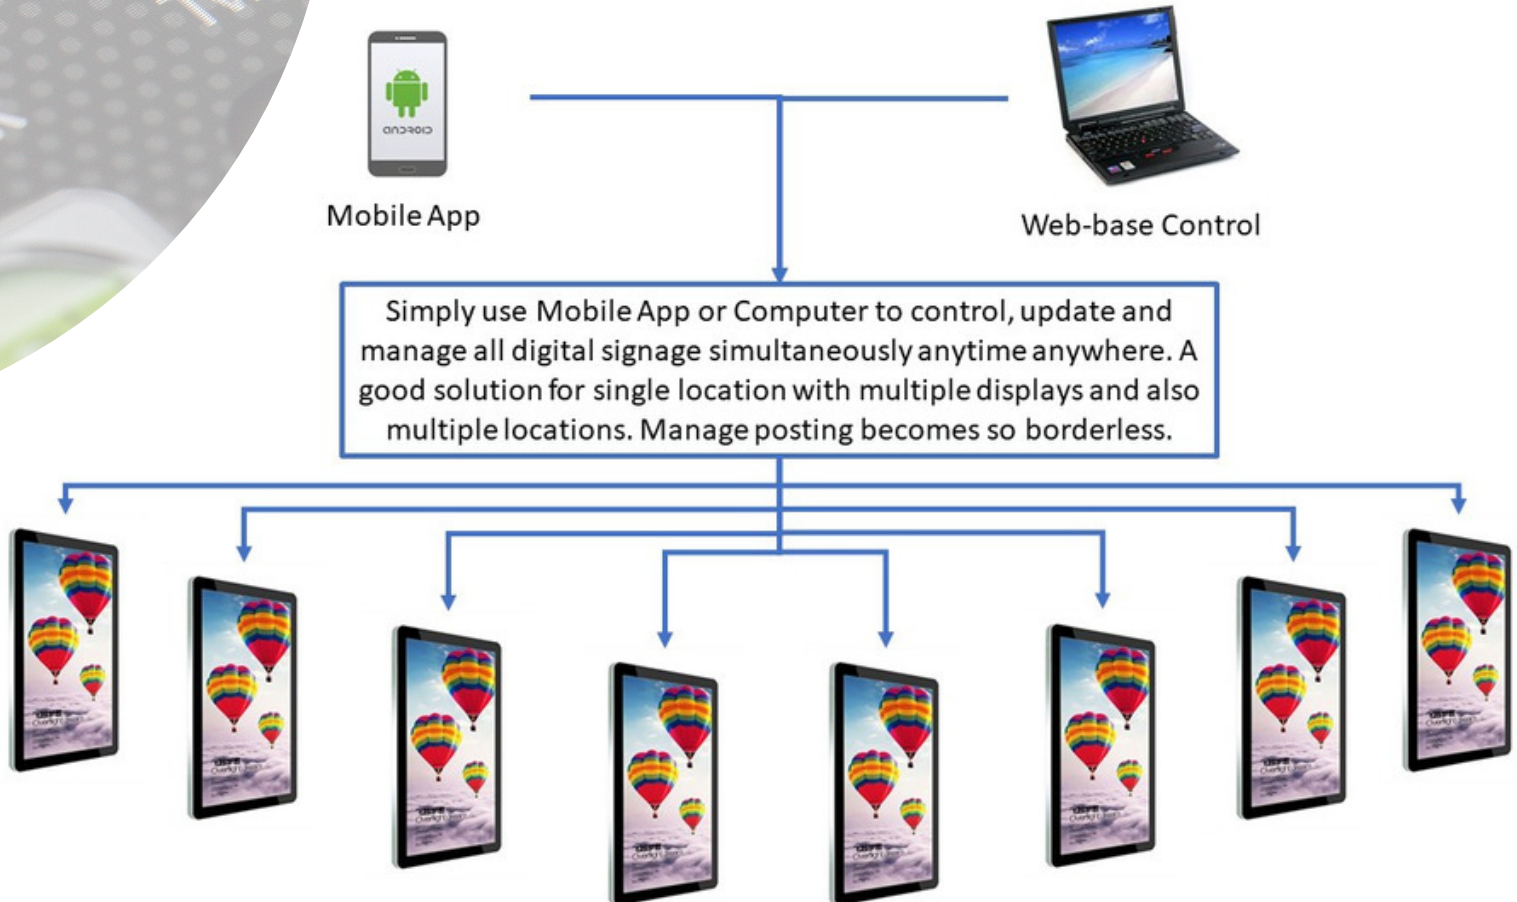 ANDROID
Mobile App
Web-base Control
Simply use Mobile App or Computer to control, update and
manage all digital signage simultaneously anytime anywhere. A
good solution for single location with multiple displays and also
multiple locations. Manage posting becomes so borderless.